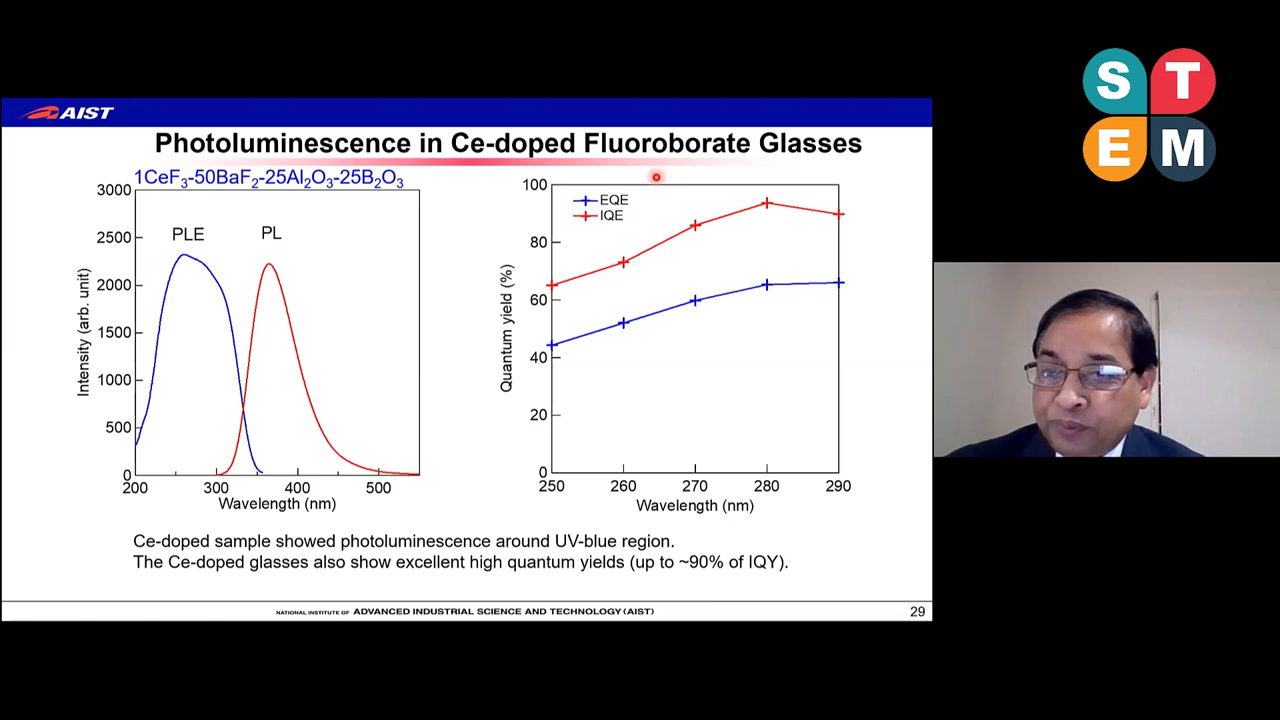 S T
E M
AIST
Photoluminescence in Ce-doped Fluoroborate Glasses
1CeF₃-50BaF₂-25Al₂O₃-25B₂O₃
3000
2500
2000
1500
1000
500
0
200 300 400 500
Wavelength (nm)
Intensity (arb. unit)
PLE PL
100
80
60
40
20
0
250 260 270 280 290
Wavelength (nm)
Quantum yield (%)
EQE
IQE
Ce-doped sample showed photoluminescence around UV-blue region.
The Ce-doped glasses also show excellent high quantum yields (up to ~90% of IQY).
NATIONAL INSTITUTE OF ADVANCED INDUSTRIAL SCIENCE AND TECHNOLOGY (AIST)
29